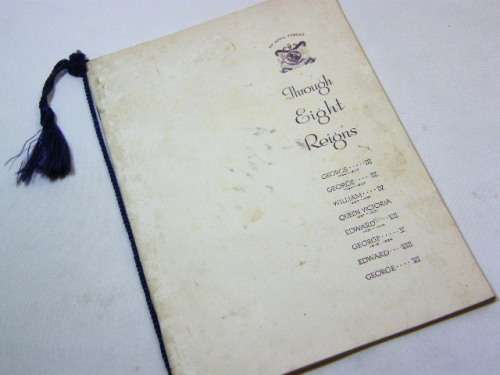 Through
Eight
Reigns
GEORGE .... III
GEORGE .... IV
WILLIAM .... IV
QUEEN VICTORIA
EDWARD .... VII
GEORGE ..... V
EDWARD .... VIII
GEORGE .... VI